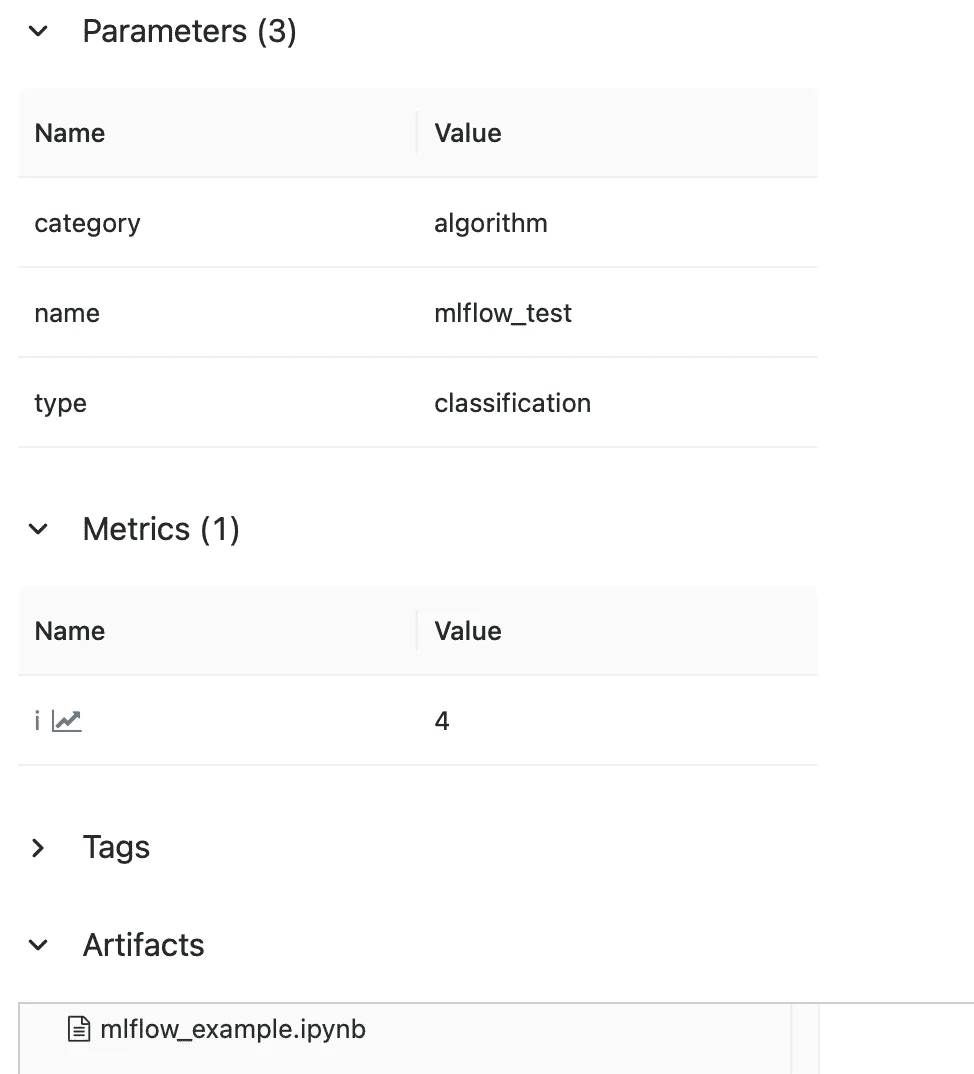 Parameters (3)
Name Value
category algorithm
name mlflow_test
type classification
Metrics (1)
Name Value
i 4
Tags
Artifacts
mlflow_example.ipynb